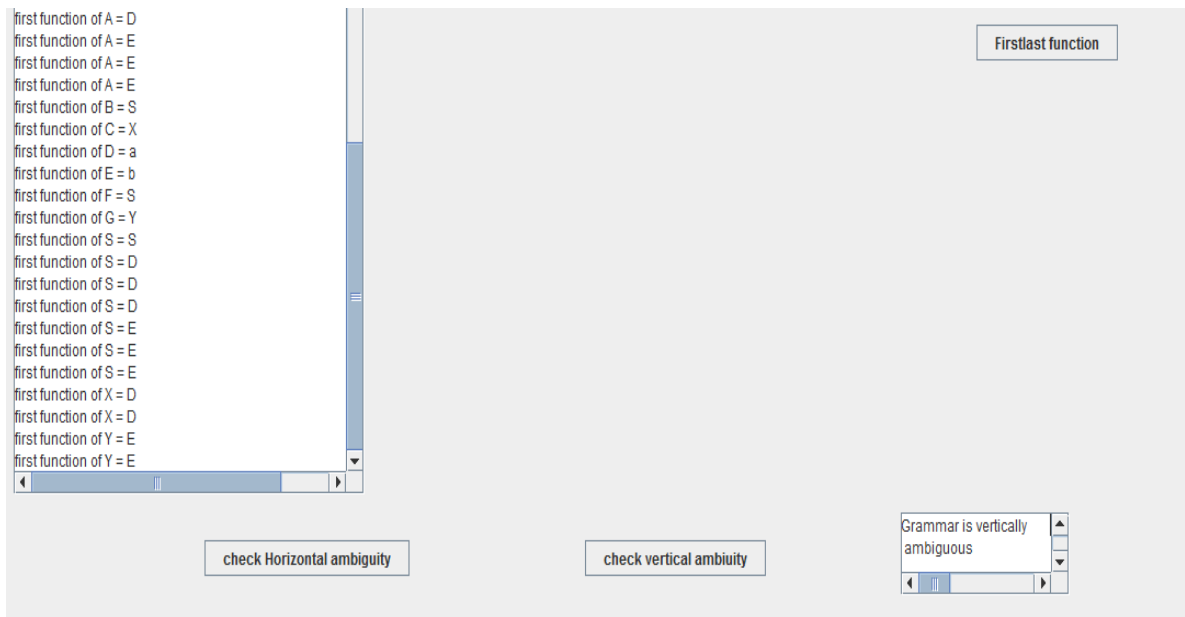 first function of A = D
first function of A = E
first function of A = E
first function of A = E
first function of B = S
first function of C = X
first function of D = a
first function of E = b
first function of F = S
first function of G = Y
first function of S = S
first function of S = D
first function of S = D
first function of S = D
first function of S = E
first function of S = E
first function of S = E
first function of X = D
first function of X = D
first function of Y = E
first function of Y = E
Firstlast function
check Horizontal ambiguity
check vertical ambiuity
Grammar is vertically
ambiguous